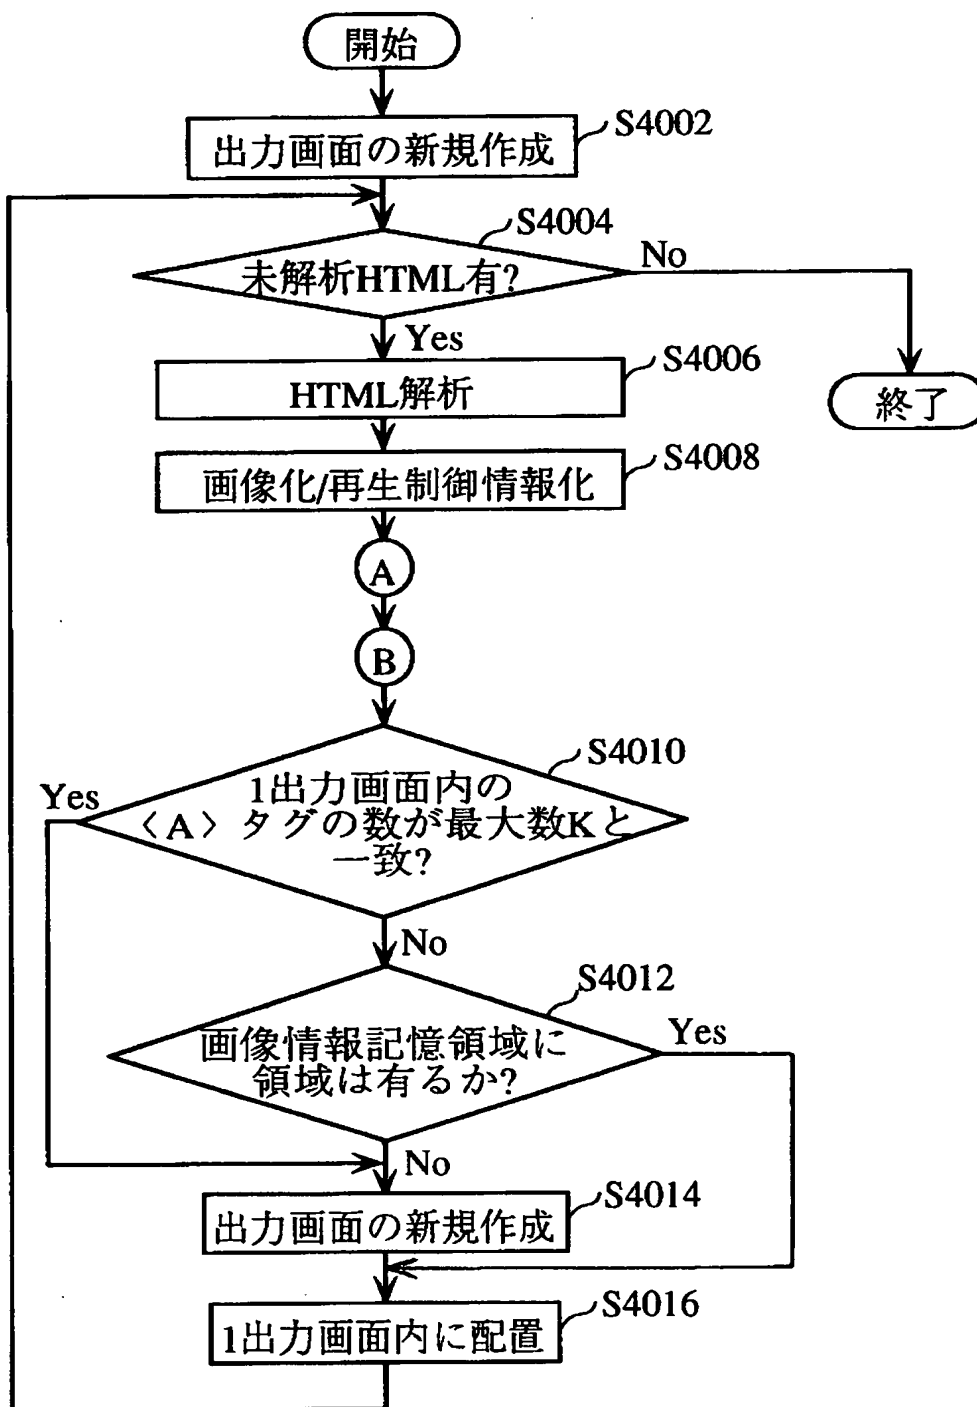 開始
S4002
出力画面の新規作成
S4004
未解析HTML有?
No
Yes
S4006
HTML解析
終了
S4008
画像化/再生制御情報化
A
B
S4010
Yes
1出力画面内の
〈A〉タグの数が最大数Kと
一致?
No
S4012
画像情報記憶領域に
領域は有るか?
Yes
No
S4014
出力画面の新規作成
S4016
1出力画面内に配置